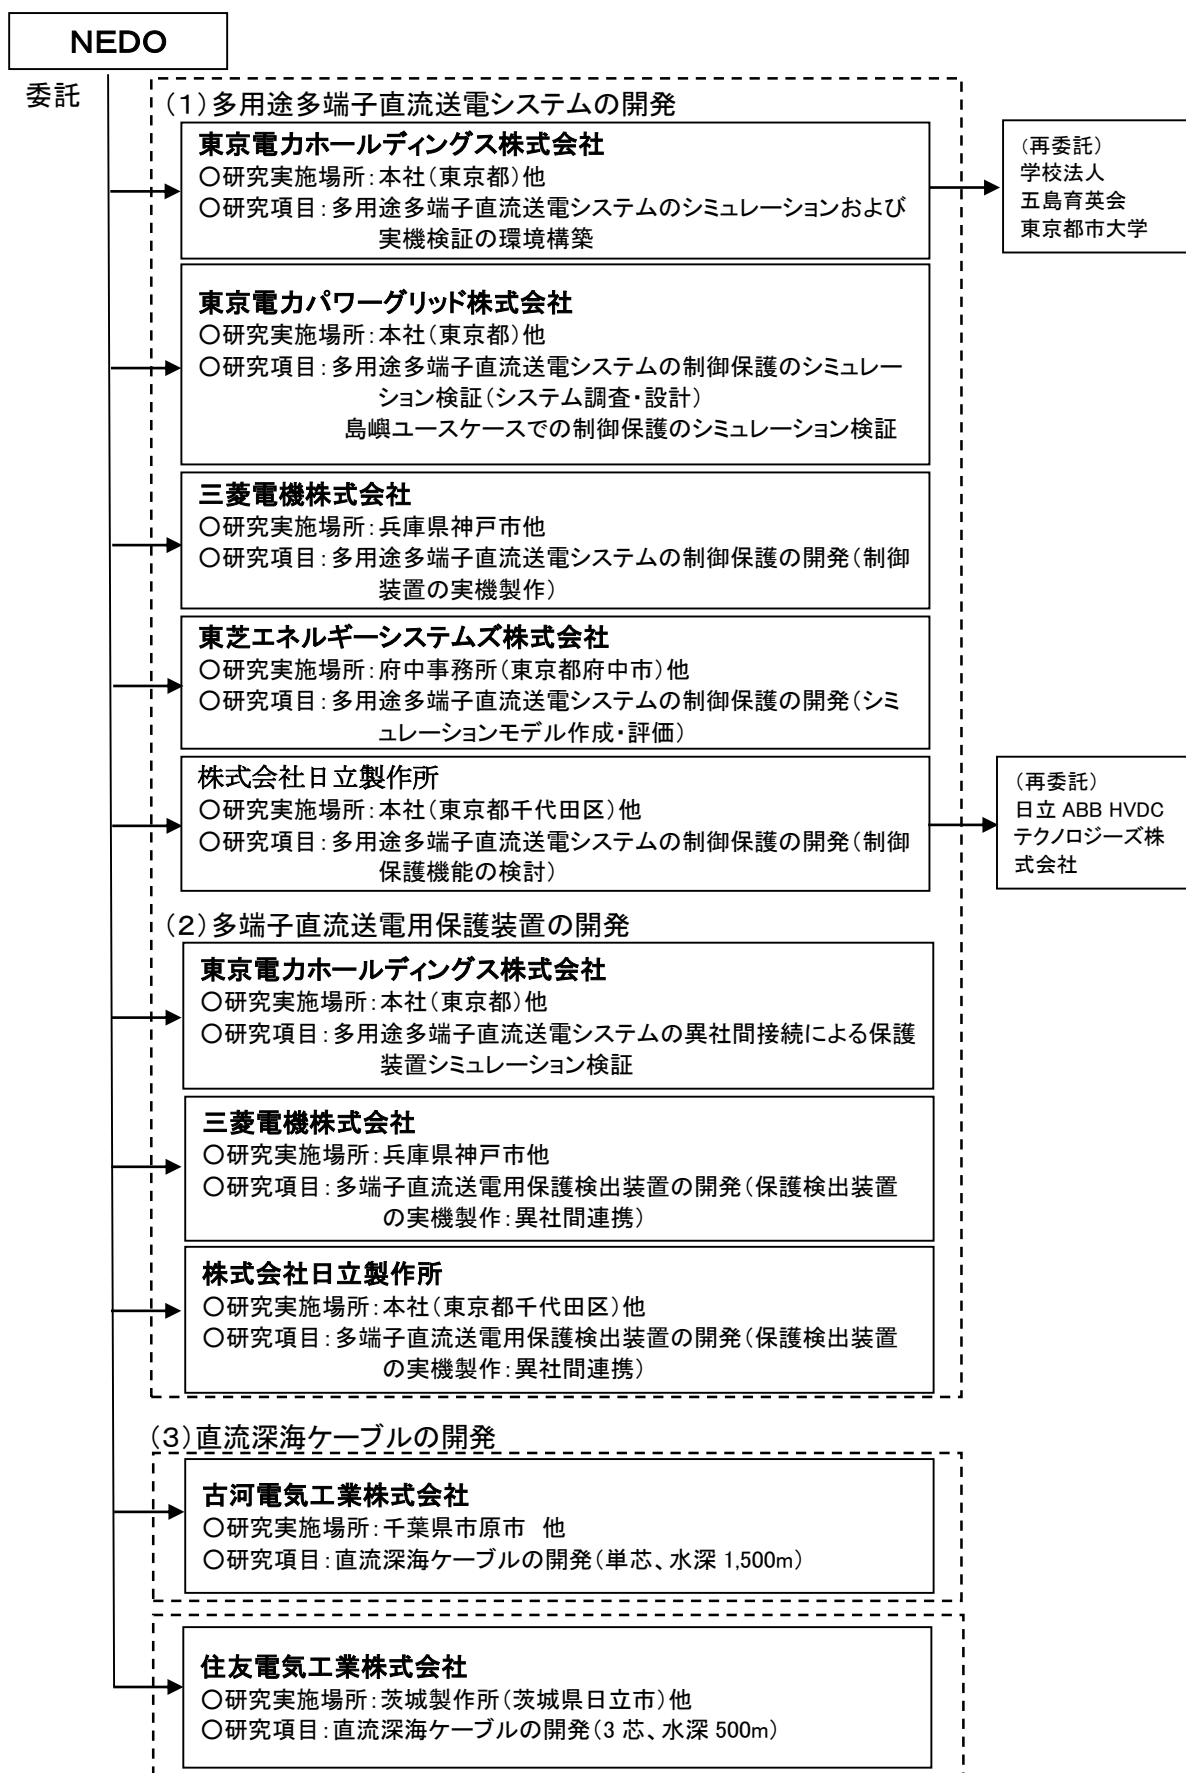 NEDO
委託
(1)多用途多端子直流送電システムの開発
東京電力ホールディングス株式会社
○研究実施場所:本社(東京都)他
○研究項目:多用途多端子直流送電システムのシミュレーションおよび
実機検証の環境構築
(再委託)
学校法人
五島育英会
東京都市大学
東京電力パワーグリッド株式会社
○研究実施場所:本社(東京都)他
○研究項目:多用途多端子直流送電システムの制御保護のシミュレー
ション検証(システム調査・設計)
島嶼ユースケースでの制御保護のシミュレーション検証
三菱電機株式会社
○研究実施場所:兵庫県神戸市他
○研究項目:多用途多端子直流送電システムの制御保護の開発(制御
装置の実機製作)
東芝エネルギーシステムズ株式会社
○研究実施場所:府中事務所(東京都府中市)他
○研究項目:多用途多端子直流送電システムの制御保護の開発(シミ
ュレーションモデル作成・評価)
株式会社日立製作所
○研究実施場所:本社(東京都千代田区)他
○研究項目:多用途多端子直流送電システムの制御保護の開発(制御
保護機能の検討)
(再委託)
日立 ABB HVDC
テクノロジーズ株
式会社
(2)多端子直流送電用保護装置の開発
東京電力ホールディングス株式会社
○研究実施場所:本社(東京都)他
○研究項目:多用途多端子直流送電システムの異社間接続による保護
装置シミュレーション検証
三菱電機株式会社
○研究実施場所:兵庫県神戸市他
○研究項目:多端子直流送電用保護検出装置の開発(保護検出装置
の実機製作:異社間連携)
株式会社日立製作所
○研究実施場所:本社(東京都千代田区)他
○研究項目:多端子直流送電用保護検出装置の開発(保護検出装置
の実機製作:異社間連携)
(3)直流深海ケーブルの開発
古河電気工業株式会社
○研究実施場所:千葉県市原市 他
○研究項目:直流深海ケーブルの開発(単芯、水深 1,500m)
住友電気工業株式会社
○研究実施場所:茨城製作所(茨城県日立市)他
○研究項目:直流深海ケーブルの開発(3 芯、水深 500m)